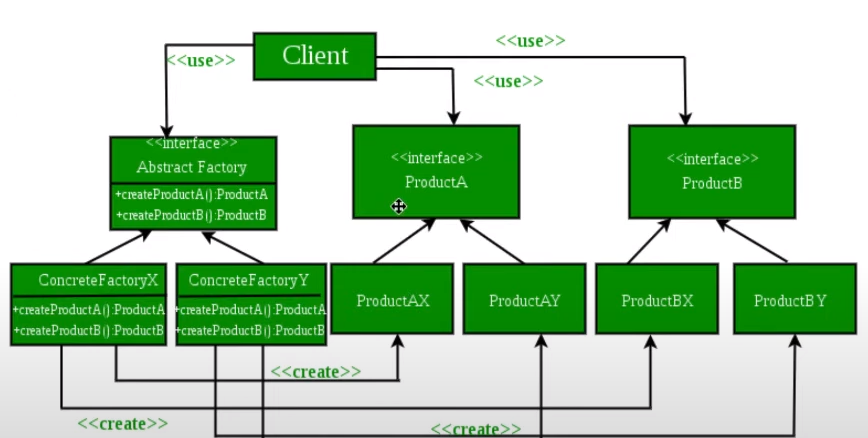 <<use>>
Client
<<use>>
<<use>>
<<interface>>
Abstract Factory
+createProductA():ProductA
+createProductB():ProductB
<<interface>>
ProductA
<<interface>>
ProductB
ConcreteFactoryX
+createProductA():ProductA
+createProductB():ProductB
ConcreteFactoryY
+createProductA():ProductA
+createProductB():ProductB
ProductAX
ProductAY
ProductBX
ProductBY
<<create>>
<<create>>
<<create>>